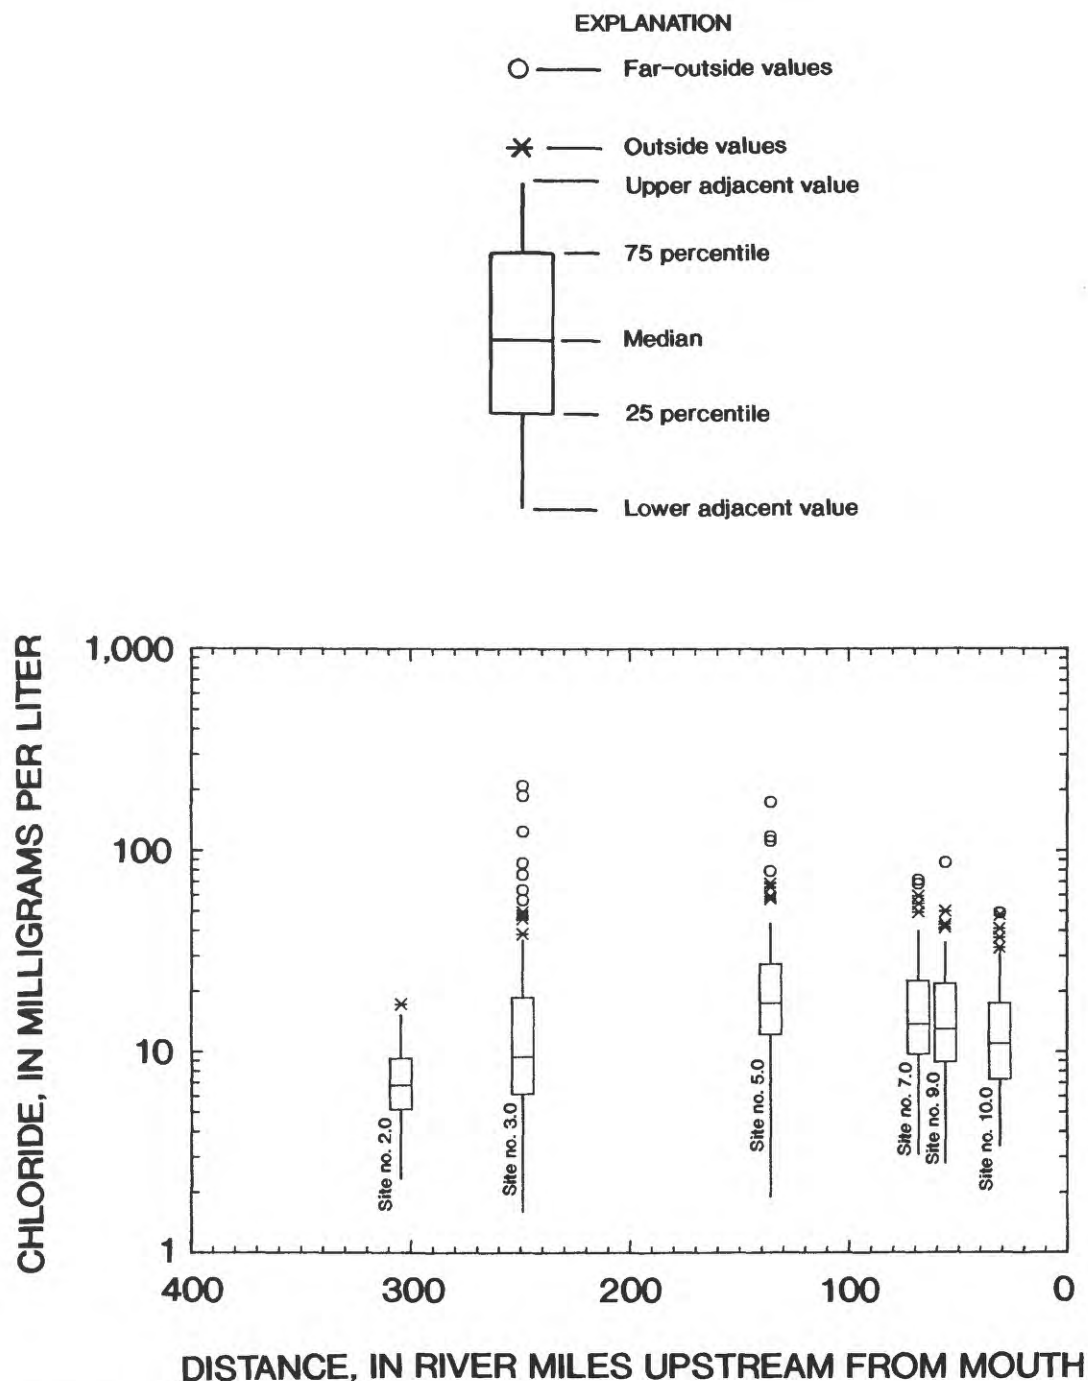 EXPLANATION
Far-outside values
Outside values
Upper adjacent value
75 percentile
Median
25 percentile
Lower adjacent value
CHLORIDE, IN MILLIGRAMS PER LITER
1,000
100
10
1
Site no. 2.0
Site no. 3.0
Site no. 5.0
Site no. 7.0
Site no. 9.0
Site no. 10.0
400 300 200 100 0
DISTANCE, IN RIVER MILES UPSTREAM FROM MOUTH